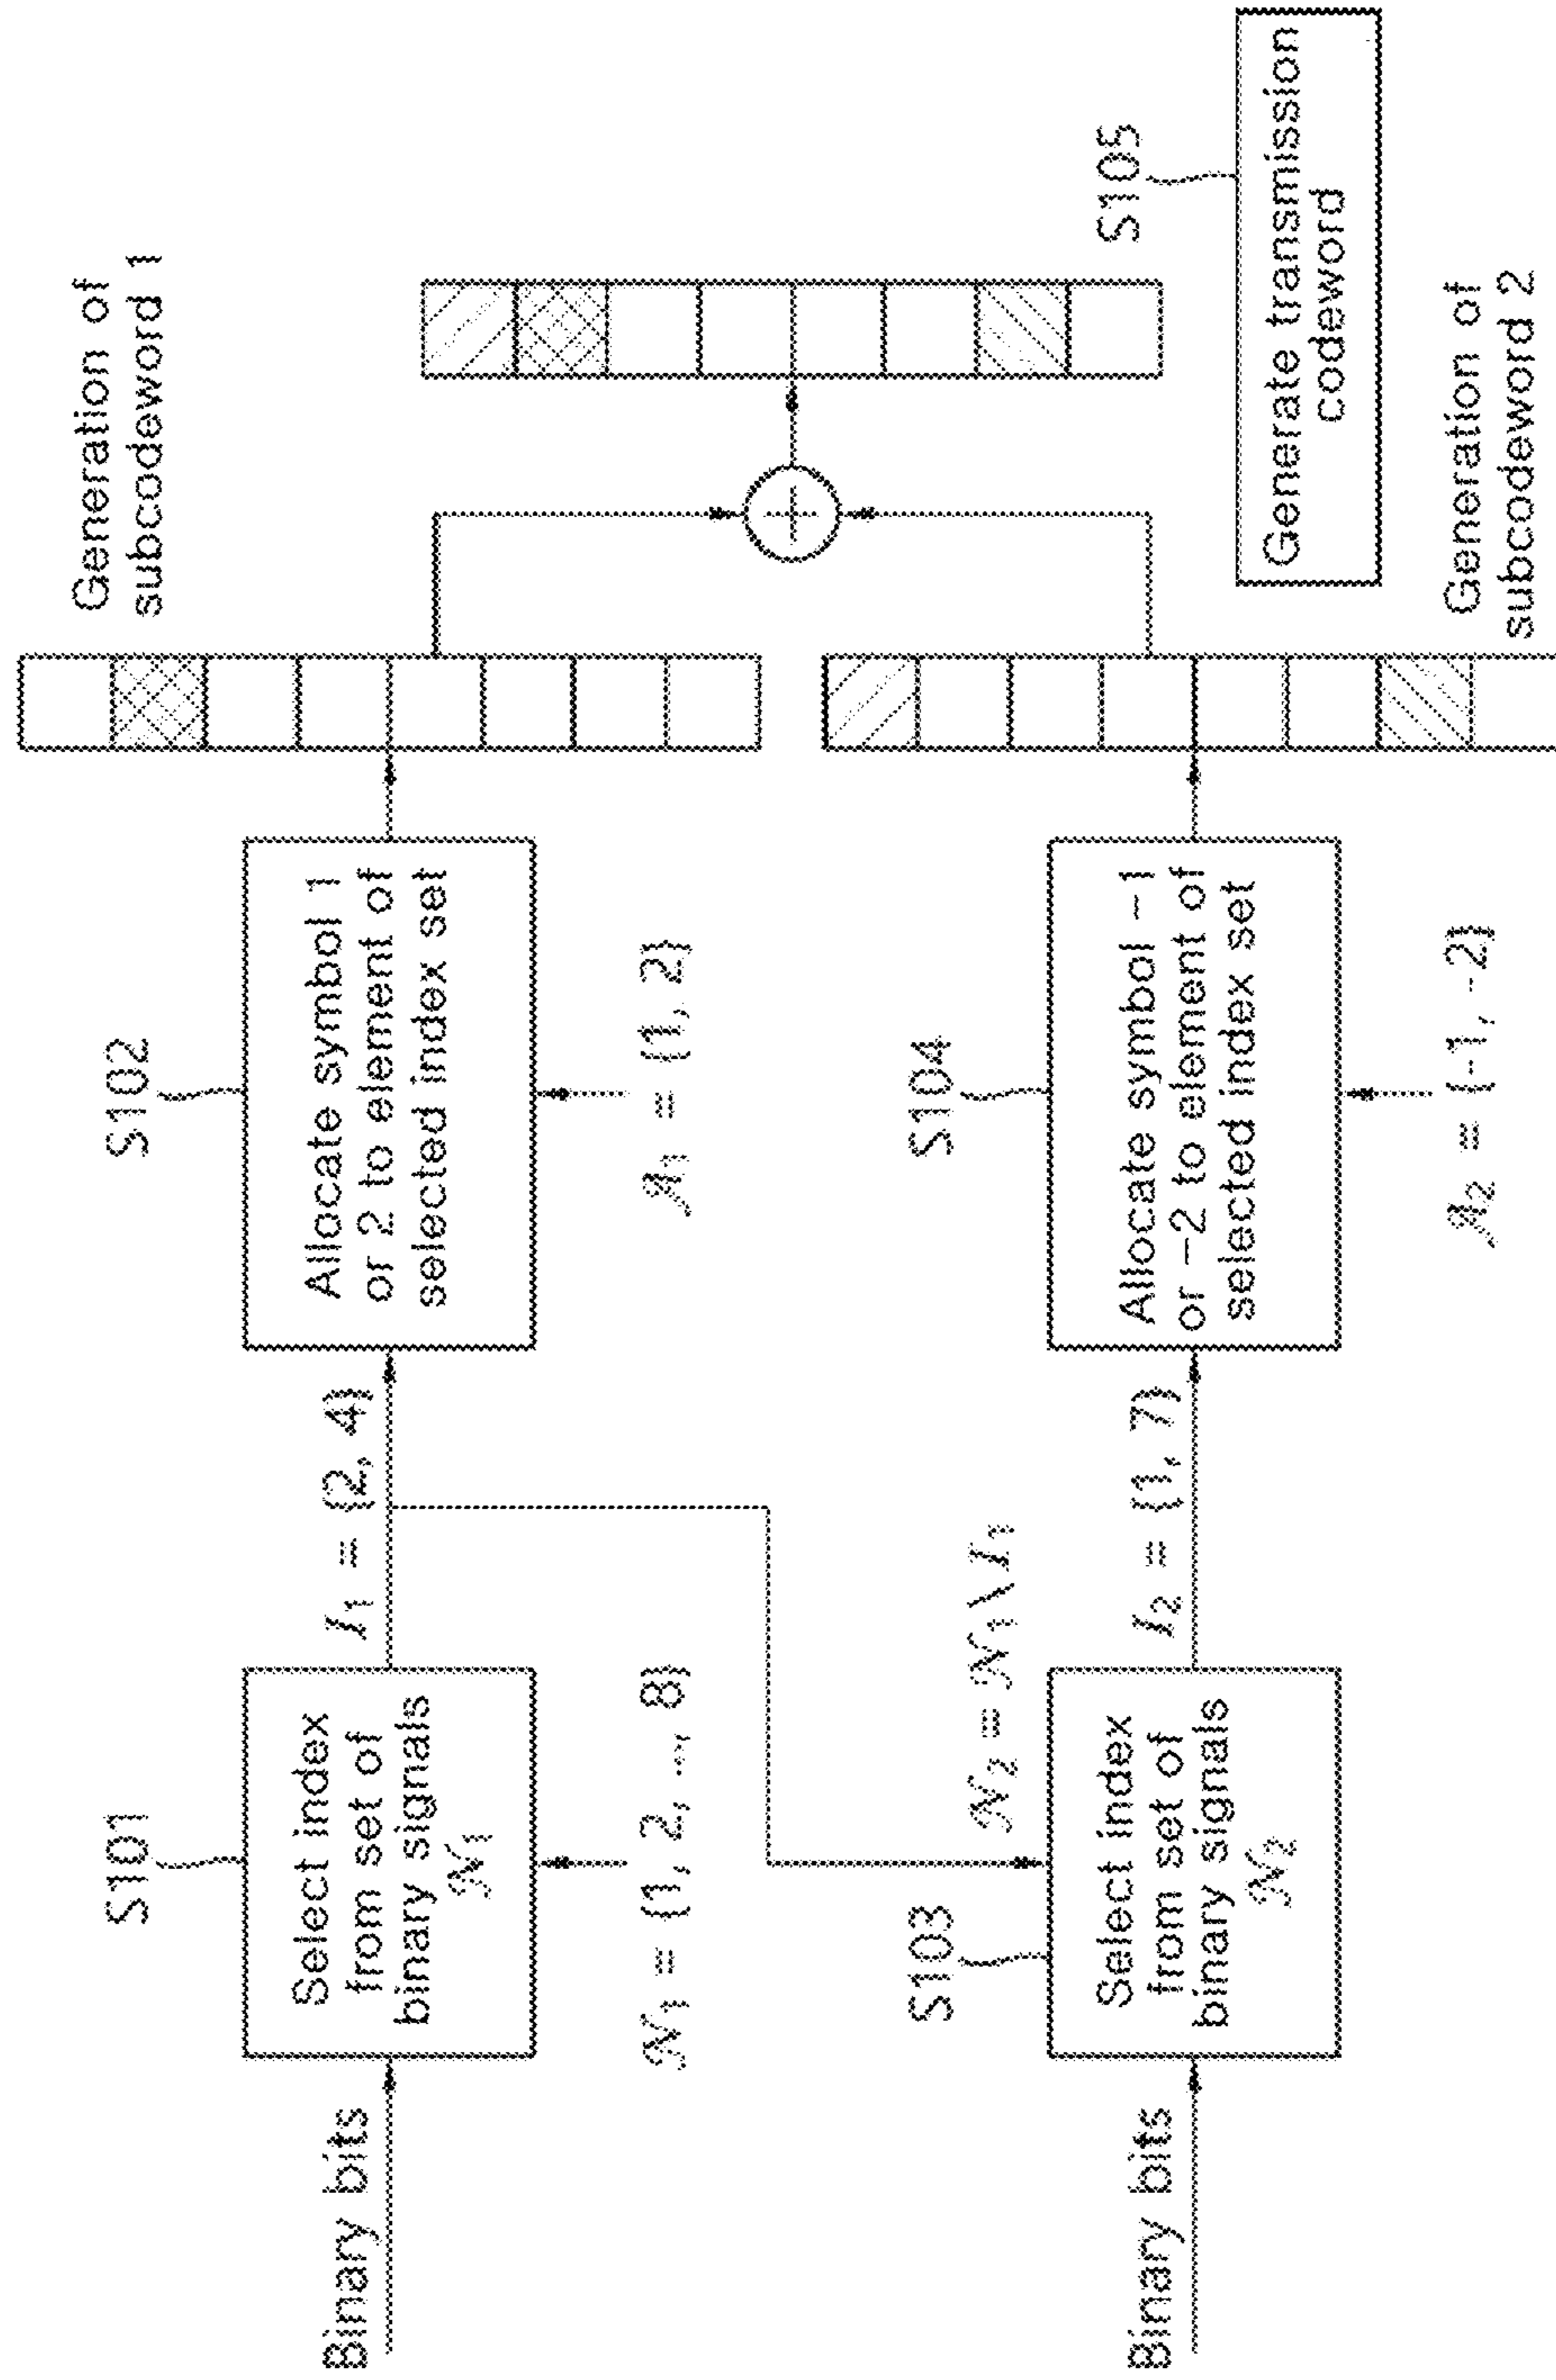 Binary bits
S101
Select index
from set of
binary signals
𝒩1
𝒩1 = {1, 2, ..., 8}
I1 = {2, 4}
S102
Allocate symbol 1
or 2 to element of
selected index set
𝒜1 = {1, 2}
Generation of
subcodeword 1
Binary bits
S103
𝒩2 = 𝒩1 \ I1
Select index
from set of
binary signals
𝒩2
I2 = {1, 7}
S104
Allocate symbol −1
or −2 to element of
selected index set
𝒜2 = {-1, -2}
Generation of
subcodeword 2
+
S105
Generate transmission
codeword